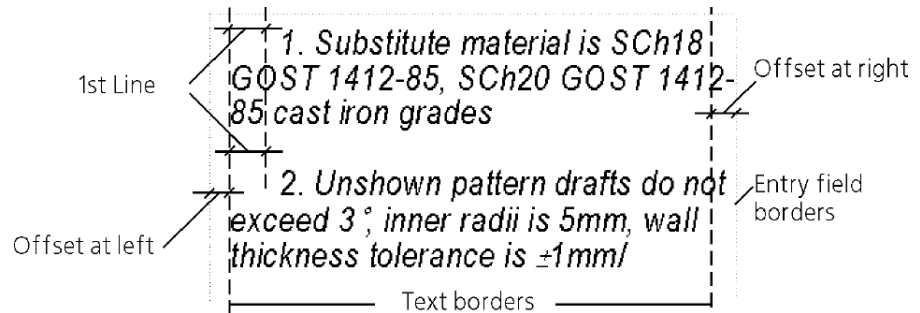 1. Substitute material is SCh18
GOST 1412-85, SCh20 GOST 1412-
85 cast iron grades
2. Unshown pattern drafts do not
exceed 3°, inner radii is 5mm, wall
thickness tolerance is ±1mm/
1st Line
Offset at left
Offset at right
Entry field
borders
Text borders